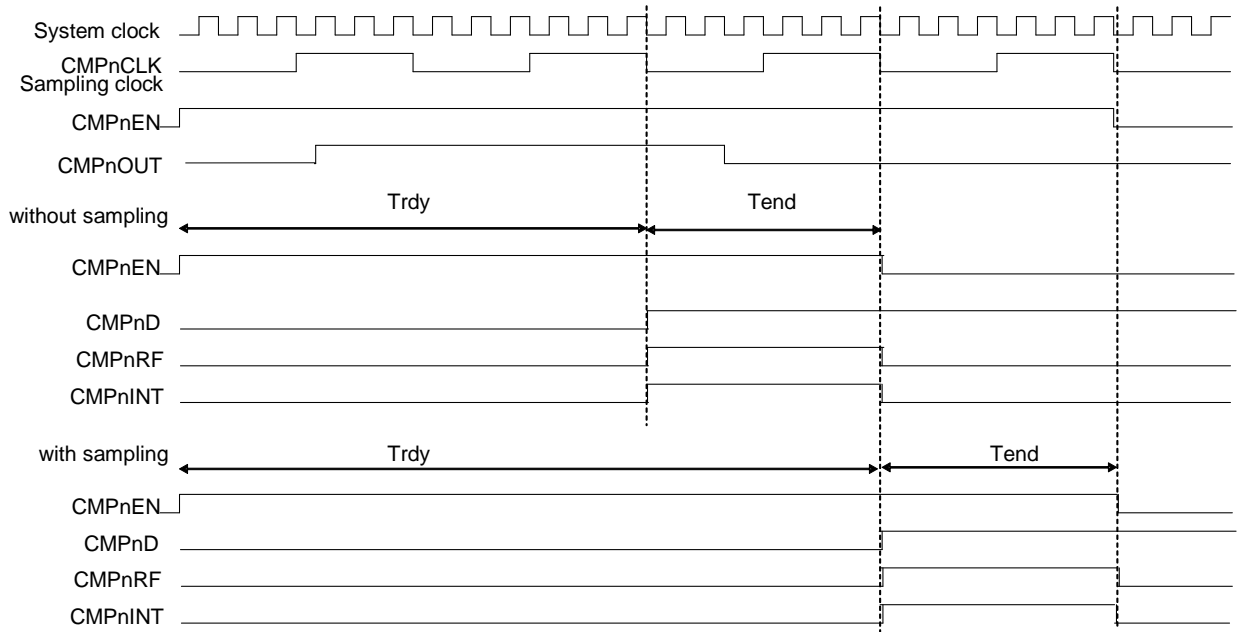 System clock
CMPnCLK
Sampling clock
CMPnEN
CMPnOUT
Trdy Tend
without sampling
CMPnEN
CMPnD
CMPnRF
CMPnINT
with sampling Trdy Tend
CMPnEN
CMPnD
CMPnRF
CMPnINT